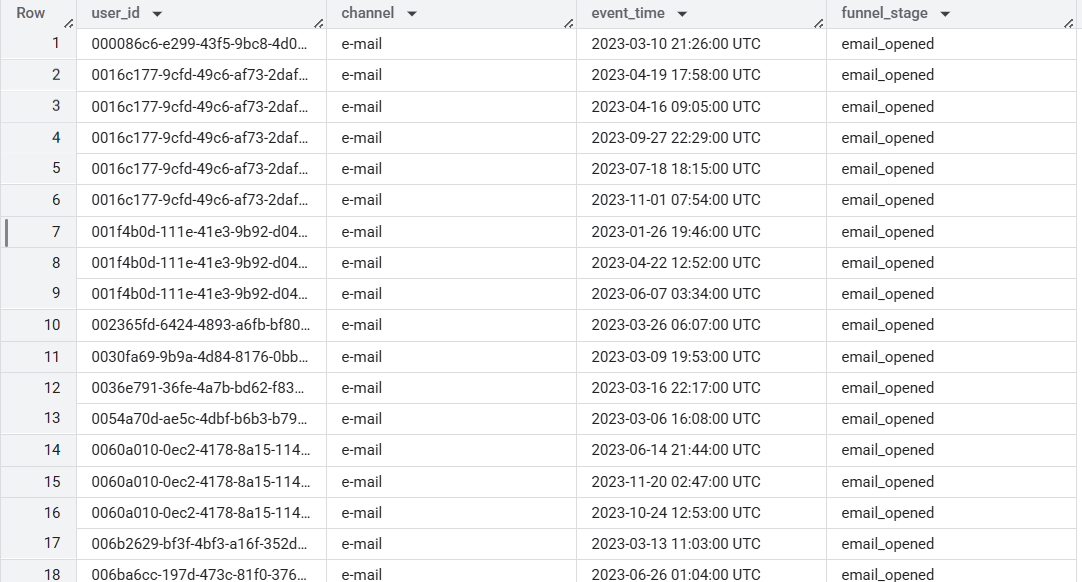 Row user_id channel event_time funnel_stage
1 000086c6-e299-43f5-9bc8-4d0... e-mail 2023-03-10 21:26:00 UTC email_opened
2 0016c177-9cfd-49c6-af73-2daf... e-mail 2023-04-19 17:58:00 UTC email_opened
3 0016c177-9cfd-49c6-af73-2daf... e-mail 2023-04-16 09:05:00 UTC email_opened
4 0016c177-9cfd-49c6-af73-2daf... e-mail 2023-09-27 22:29:00 UTC email_opened
5 0016c177-9cfd-49c6-af73-2daf... e-mail 2023-07-18 18:15:00 UTC email_opened
6 0016c177-9cfd-49c6-af73-2daf... e-mail 2023-11-01 07:54:00 UTC email_opened
7 001f4b0d-111e-41e3-9b92-d04... e-mail 2023-01-26 19:46:00 UTC email_opened
8 001f4b0d-111e-41e3-9b92-d04... e-mail 2023-04-22 12:52:00 UTC email_opened
9 001f4b0d-111e-41e3-9b92-d04... e-mail 2023-06-07 03:34:00 UTC email_opened
10 002365fd-6424-4893-a6fb-bf80... e-mail 2023-03-26 06:07:00 UTC email_opened
11 0030fa69-9b9a-4d84-8176-0bb... e-mail 2023-03-09 19:53:00 UTC email_opened
12 0036e791-36fe-4a7b-bd62-f83... e-mail 2023-03-16 22:17:00 UTC email_opened
13 0054a70d-ae5c-4dbf-b6b3-b79... e-mail 2023-03-06 16:08:00 UTC email_opened
14 0060a010-0ec2-4178-8a15-114... e-mail 2023-06-14 21:44:00 UTC email_opened
15 0060a010-0ec2-4178-8a15-114... e-mail 2023-11-20 02:47:00 UTC email_opened
16 0060a010-0ec2-4178-8a15-114... e-mail 2023-10-24 12:53:00 UTC email_opened
17 006b2629-bf3f-4bf3-a16f-352d... e-mail 2023-03-13 11:03:00 UTC email_opened
18 006ba6cc-197d-473c-81f0-376... e-mail 2023-06-26 01:04:00 UTC email_opened